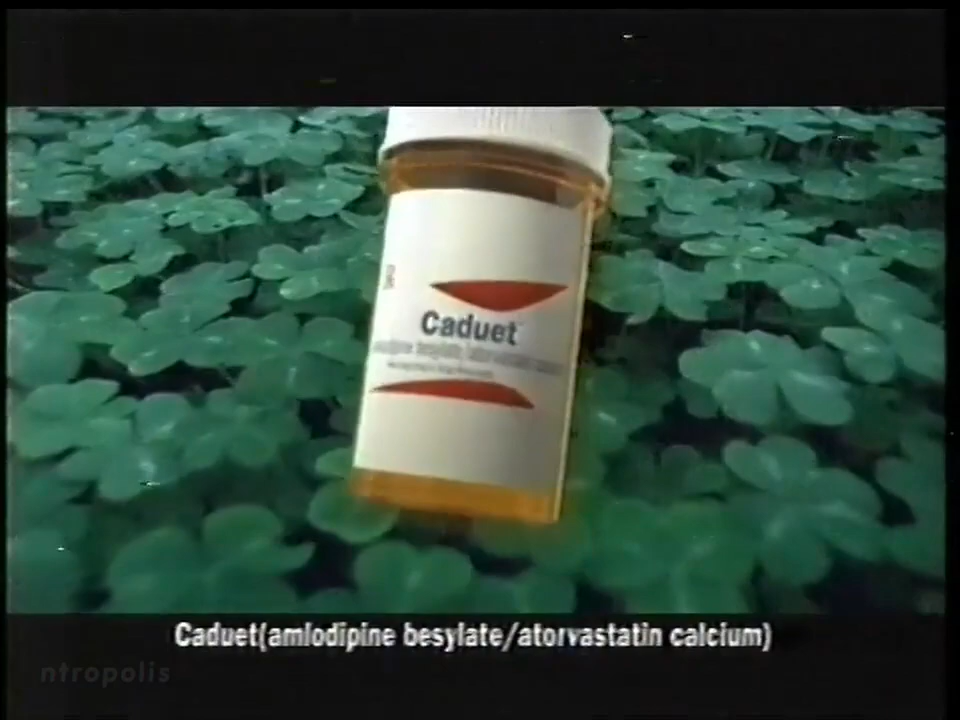 Caduet
Caduet(amlodipine besylate/atorvastatin calcium)
ntropolis